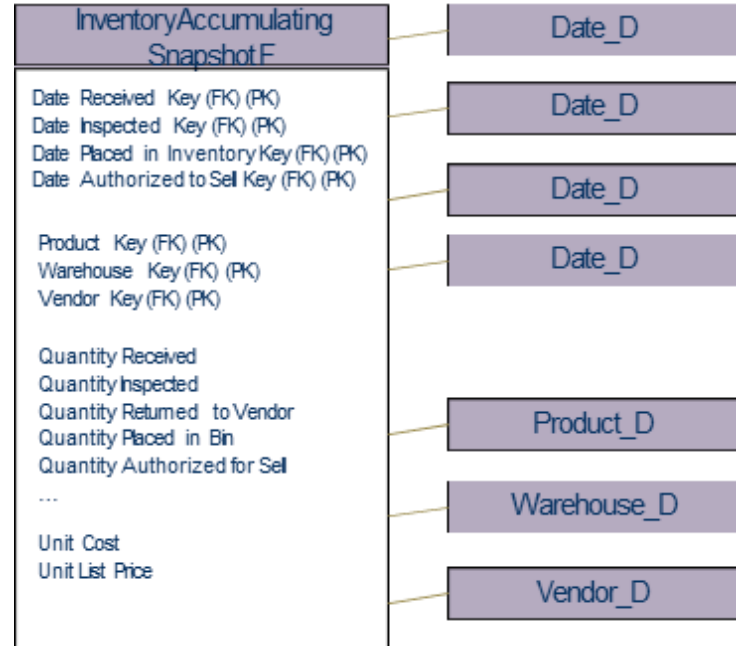 InventoryAccumulating
Snapshot F
Date Received Key (FK) (PK)
Date Inspected Key (FK) (PK)
Date Placed in Inventory Key (FK) (PK)
Date Authorized to Sell Key (FK) (PK)
Product Key (FK) (PK)
Warehouse Key (FK) (PK)
Vendor Key (FK) (PK)
Quantity Received
Quantity Inspected
Quantity Returned to Vendor
Quantity Placed in Bin
Quantity Authorized for Sell
...
Unit Cost
Unit List Price
Date_D
Date_D
Date_D
Date_D
Product_D
Warehouse_D
Vendor_D